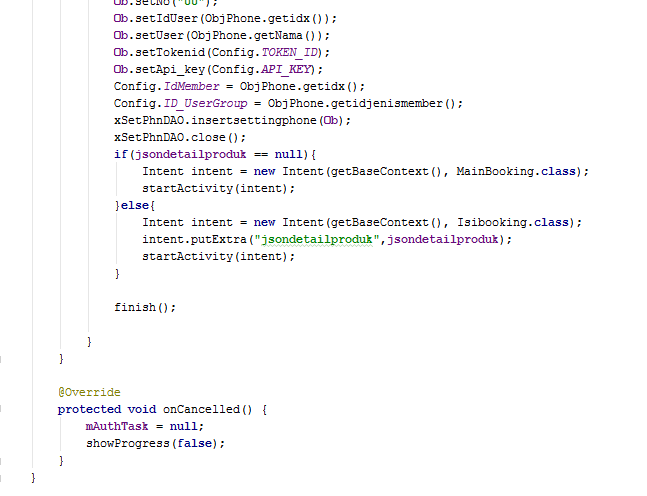 Ob.setNo("00");
Ob.setIdUser(ObjPhone.getidx());
Ob.setUser(ObjPhone.getNama());
Ob.setTokenid(Config.TOKEN_ID);
Ob.setApi_key(Config.API_KEY);
Config.IdMember = ObjPhone.getidx();
Config.ID_UserGroup = ObjPhone.getidjenismember();
xSetPhnDAO.insertsettingphone(Ob);
xSetPhnDAO.close();
if(jsondetailproduk == null){
Intent intent = new Intent(getBaseContext(), MainBooking.class);
startActivity(intent);
}else{
Intent intent = new Intent(getBaseContext(), Isibooking.class);
intent.putExtra("jsondetailproduk",jsondetailproduk);
startActivity(intent);
}
finish();
}
}
@Override
protected void onCancelled() {
mAuthTask = null;
showProgress(false);
}
}